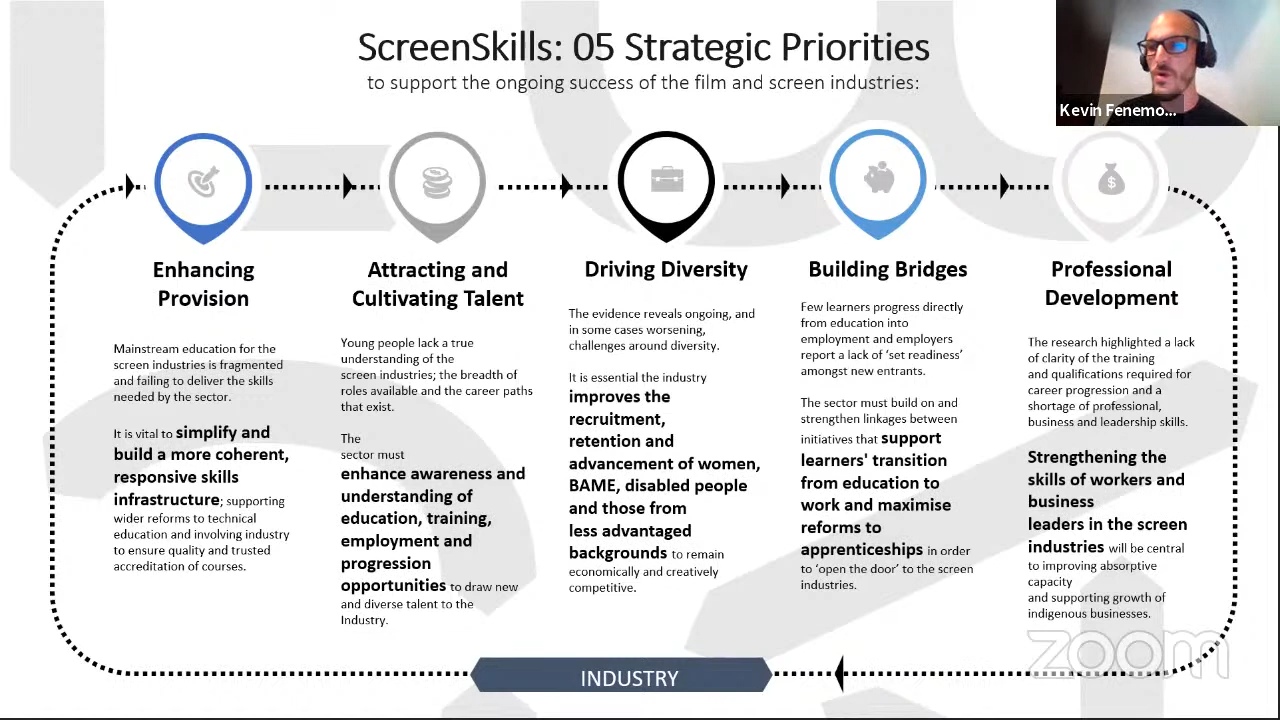 ScreenSkills: 05 Strategic Priorities
to support the ongoing success of the film and screen industries:
Kevin Fenemo...
Enhancing
Provision
Mainstream education for the
screen industries is fragmented
and failing to deliver the skills
needed by the sector.
It is vital to simplify and
build a more coherent,
responsive skills
infrastructure; supporting
wider reforms to technical
education and involving industry
to ensure quality and trusted
accreditation of courses.
Attracting and
Cultivating Talent
Young people lack a true
understanding of the
screen industries; the breadth of
roles available and the career paths
that exist.
The
sector must
enhance awareness and
understanding of
education, training,
employment and
progression
opportunities to draw new
and diverse talent to the
Industry.
Driving Diversity
The evidence reveals ongoing, and
in some cases worsening,
challenges around diversity.
It is essential the industry
improves the
recruitment,
retention and
advancement of women,
BAME, disabled people
and those from
less advantaged
backgrounds to remain
economically and creatively
competitive.
Building Bridges
Few learners progress directly
from education into
employment and employers
report a lack of ‘set readiness’
amongst new entrants.
The sector must build on and
strengthen linkages between
initiatives that support
learners' transition
from education to
work and maximise
reforms to
apprenticeships in order
to ‘open the door’ to the screen
industries.
$
Professional
Development
The research highlighted a lack
of clarity of the training
and qualifications required for
career progression and a
shortage of professional,
business and leadership skills.
Strengthening the
skills of workers and
business
leaders in the screen
industries will be central
to improving absorptive
capacity
and supporting growth of
indigenous businesses.
zoom
INDUSTRY